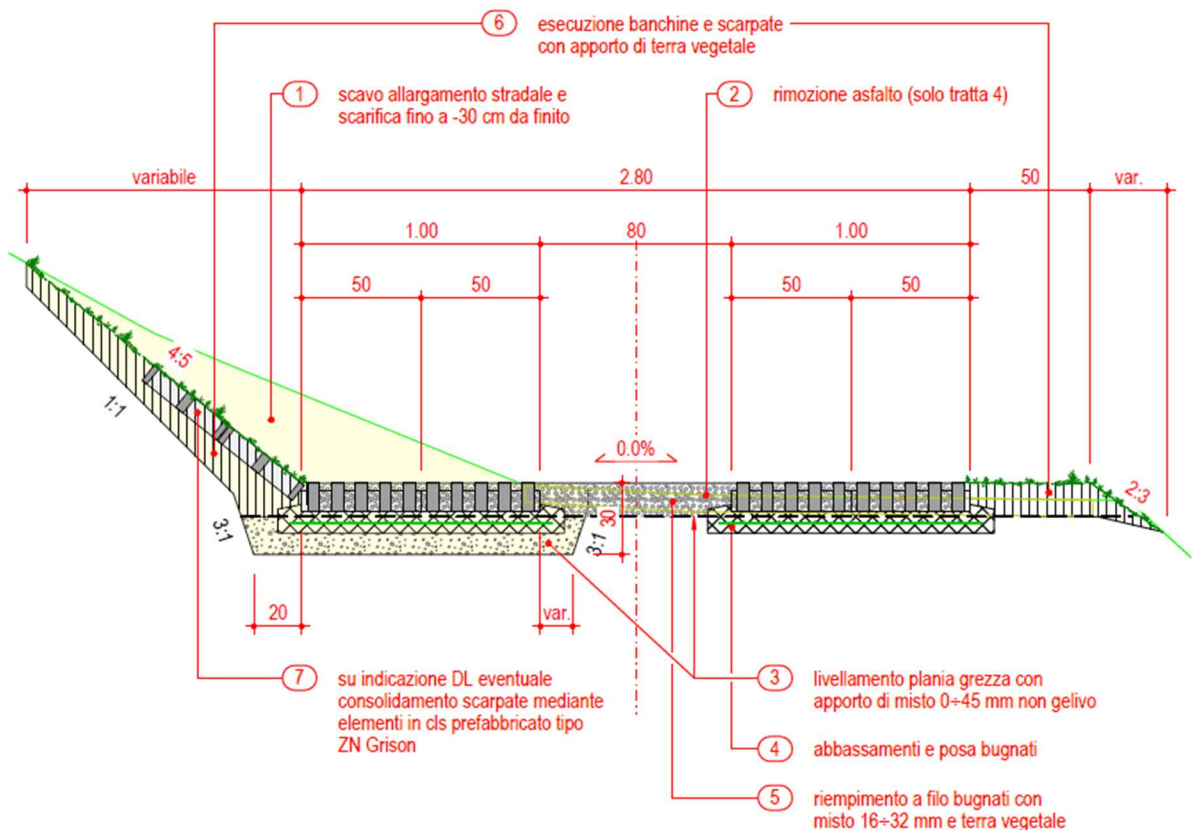 6
esecuzione banchine e scarpate
con apporto di terra vegetale
1
scavo allargamento stradale e
scarifica fino a -30 cm da finito
2
rimozione asfalto (solo tratta 4)
variabile
2.80
50
var.
1.00
80
1.00
50
50
50
50
4:5
1:1
0.0%
2:3
3:1
30
3:1
20
var.
7
su indicazione DL eventuale
consolidamento scarpate mediante
elementi in cls prefabbricato tipo
ZN Grison
3
livellamento plania grezza con
apporto di misto 0÷45 mm non gelivo
4
abbassamenti e posa bugnati
5
riempimento a filo bugnati con
misto 16÷32 mm e terra vegetale